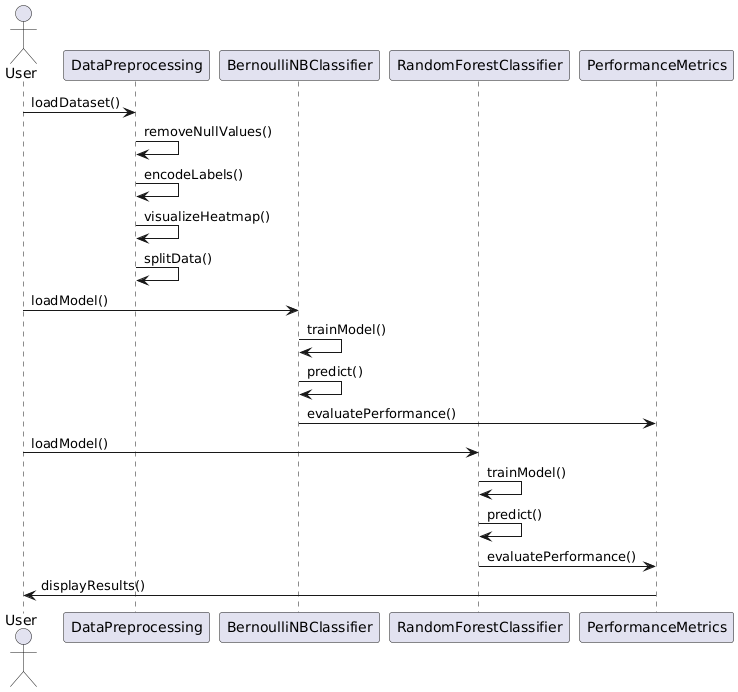 User
DataPreprocessing
BernoulliNBClassifier
RandomForestClassifier
PerformanceMetrics
loadDataset()
removeNullValues()
encodeLabels()
visualizeHeatmap()
splitData()
loadModel()
trainModel()
predict()
evaluatePerformance()
loadModel()
trainModel()
predict()
evaluatePerformance()
displayResults()
User
DataPreprocessing
BernoulliNBClassifier
RandomForestClassifier
PerformanceMetrics